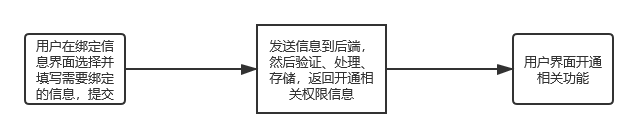 用户在绑定信
息界面选择并
填写需要绑定
的信息，提交
发送信息到后端，
然后验证、处理、
存储，返回开通相
关权限信息
用户界面开通
相关功能